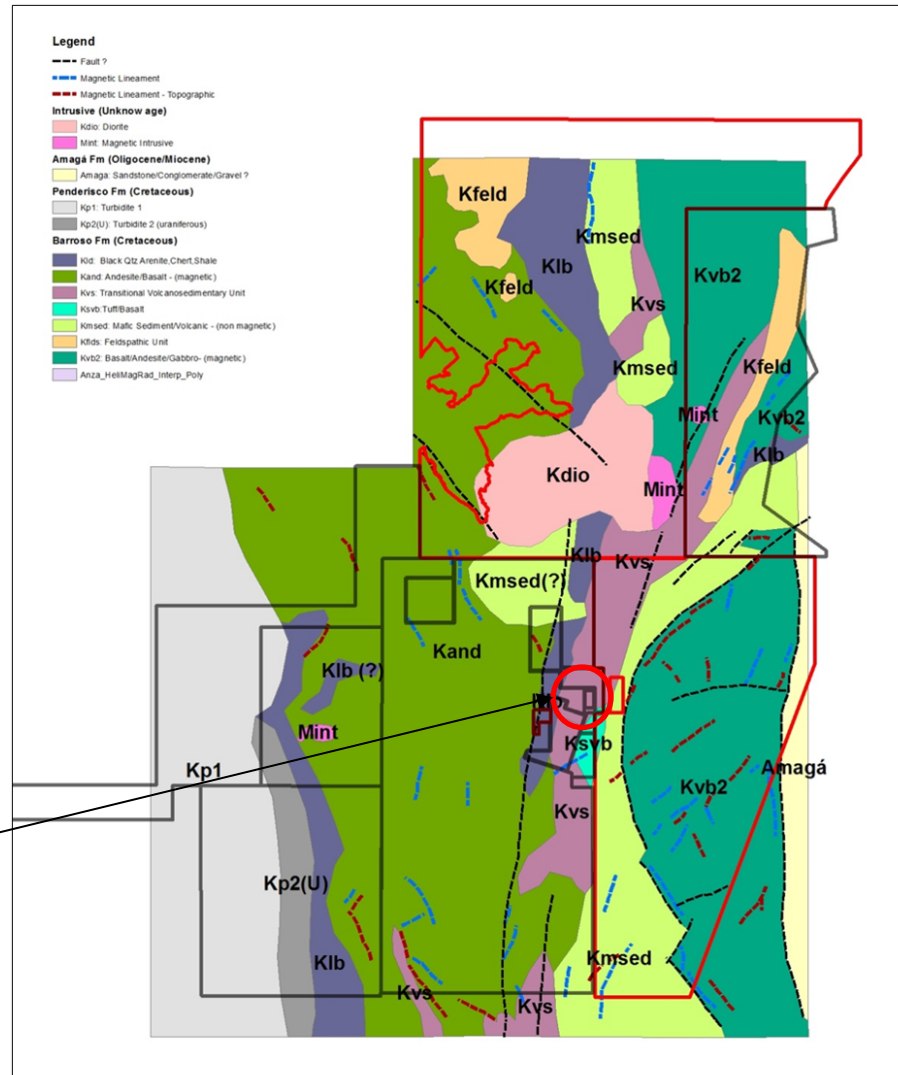 Legend
Fault ?
Magnetic Lineament
Magnetic Lineament - Topographic
Intrusive (Unknow age)
Kdio: Diorite
Mint: Magnetic Intrusive
Amagá Fm (Oligocene/Miocene)
Amaga: Sandstone/Conglomerate/Gravel ?
Penderisco Fm (Cretaceous)
Kp1: Turbidite 1
Kp2(U): Turbidite 2 (uraniferous)
Barroso Fm (Cretaceous)
Kld: Black Qtz Arenite,Chert,Shale
Kand: Andesite/Basalt - (magnetic)
Kvs: Transitional Volcanosedimentary Unit
Ksvb:Tuff/Basalt
Kmsed: Mafic Sediment/Volcanic - (non magnetic)
Kflds: Feldspathic Unit
Kvb2: Basalt/Andesite/Gabbro- (magnetic)
Anza_HeliMagRad_Interp_Poly
Kfeld
Kmsed
Klb
Kvb2
Kfeld
Kvs
Kmsed
Kfeld
Mint
Kvb2
Klb
Kdio
Mint
Klb
Kvs
Kmsed(?)
Kand
Klb (?)
Mint
Ksvb
Kp1
Kvb2
Amagá
Kvs
Kp2(U)
Klb
Kmsed
Kvs
Kvs